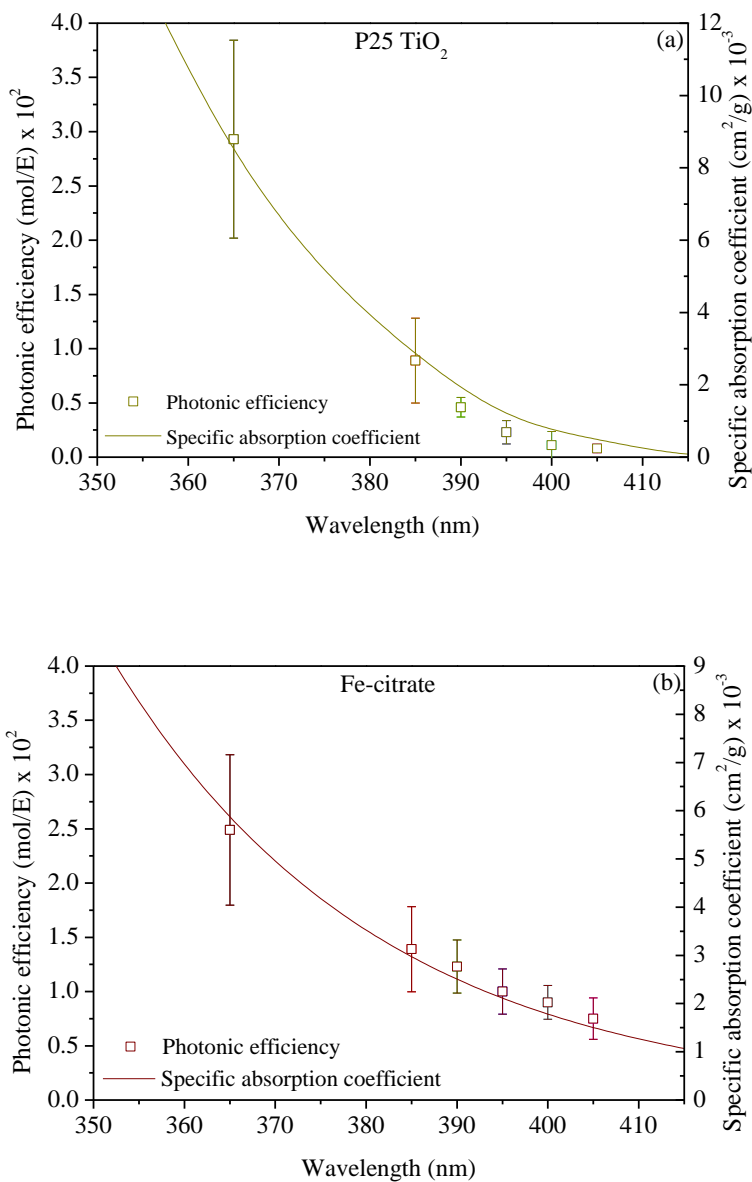 P25 TiO2
(a)
Photonic efficiency (mol/E) x 10^2
4.0
3.5
3.0
2.5
2.0
1.5
1.0
0.5
0.0
12
10
8
6
4
2
0
Specific absorption coefficient (cm^2/g) x 10^-3
Photonic efficiency
Specific absorption coefficient
350 360 370 380 390 400 410
Wavelength (nm)
Fe-citrate
(b)
Photonic efficiency (mol/E) x 10^2
4.0
3.5
3.0
2.5
2.0
1.5
1.0
0.5
0.0
9
8
7
6
5
4
3
2
1
0
Specific absorption coefficient (cm^2/g) x 10^-3
Photonic efficiency
Specific absorption coefficient
350 360 370 380 390 400 410
Wavelength (nm)